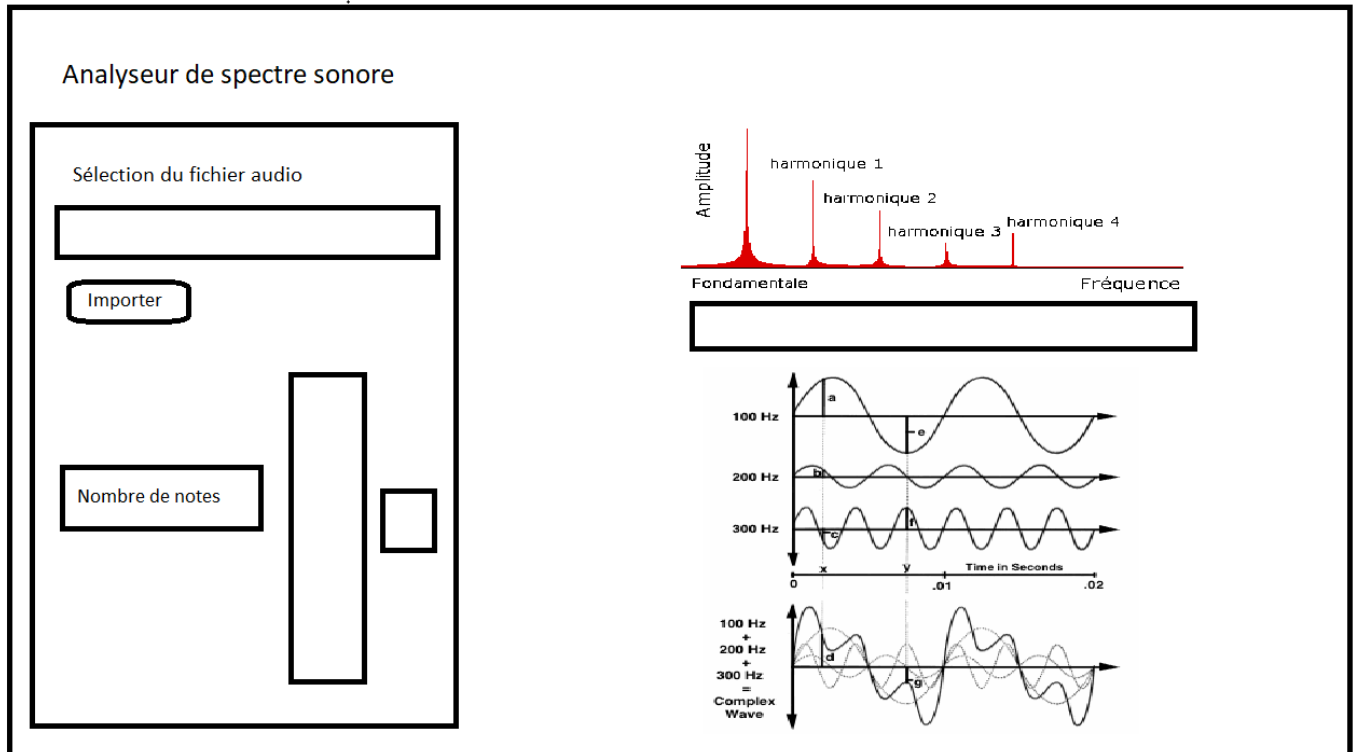 Analyseur de spectre sonore
Sélection du fichier audio
Importer
Nombre de notes
Amplitude
harmonique 1
harmonique 2
harmonique 3
harmonique 4
Fondamentale
Fréquence
a
100 Hz
e
b
200 Hz
f
300 Hz
c
x
y
Time in Seconds
0
.01
.02
100 Hz
+
200 Hz
+
300 Hz
=
Complex
Wave
d
g